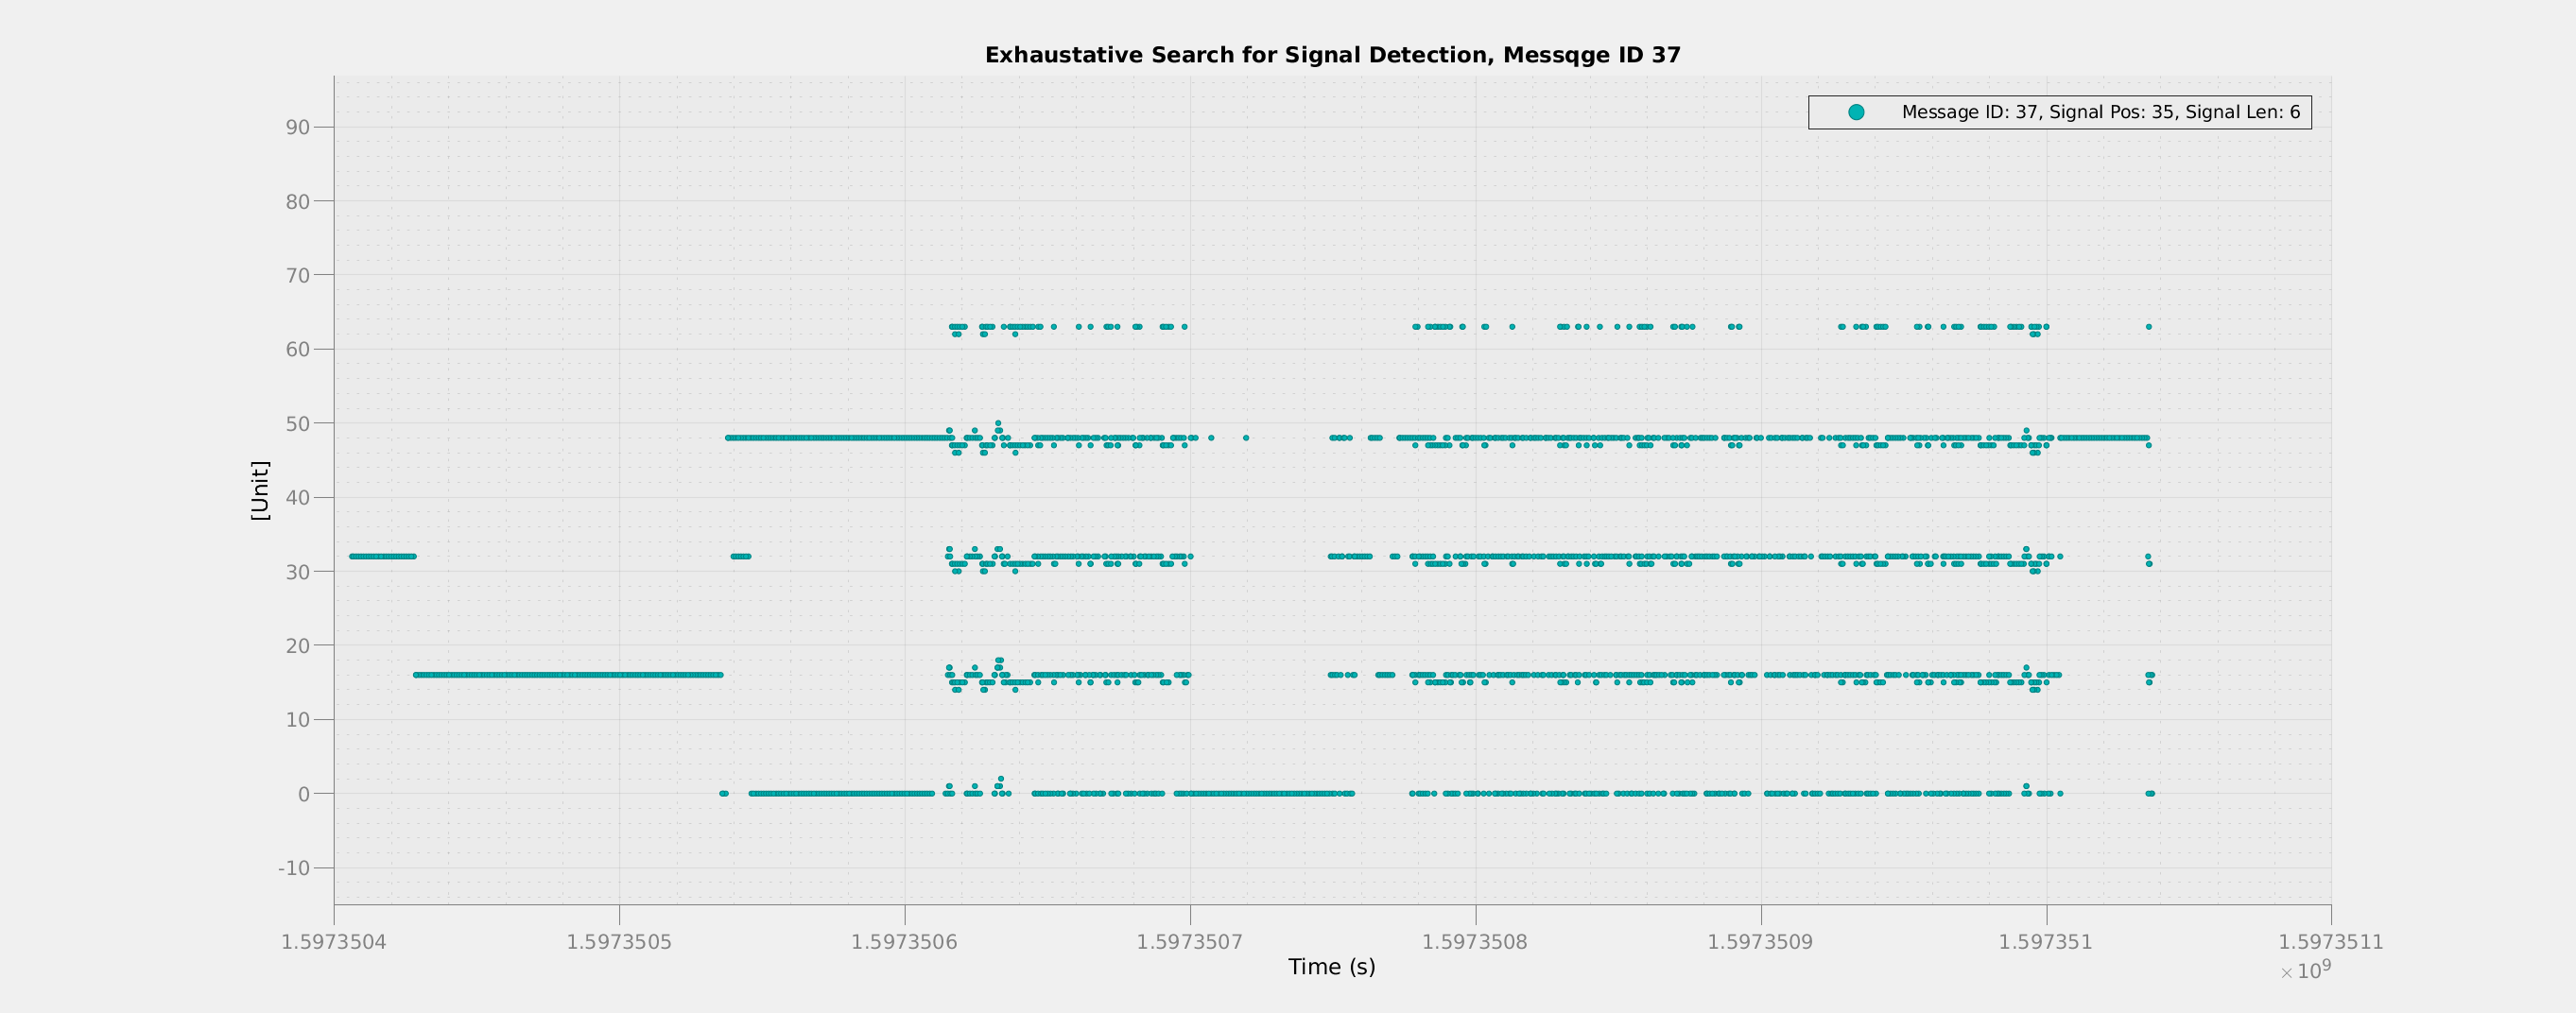 Exhaustative Search for Signal Detection, Messqge ID 37
Message ID: 37, Signal Pos: 35, Signal Len: 6
90
80
70
60
50
40
30
20
10
0
-10
[Unit]
1.5973504 1.5973505 1.5973506 1.5973507 1.5973508 1.5973509 1.597351 1.5973511
Time (s)
× 10⁹